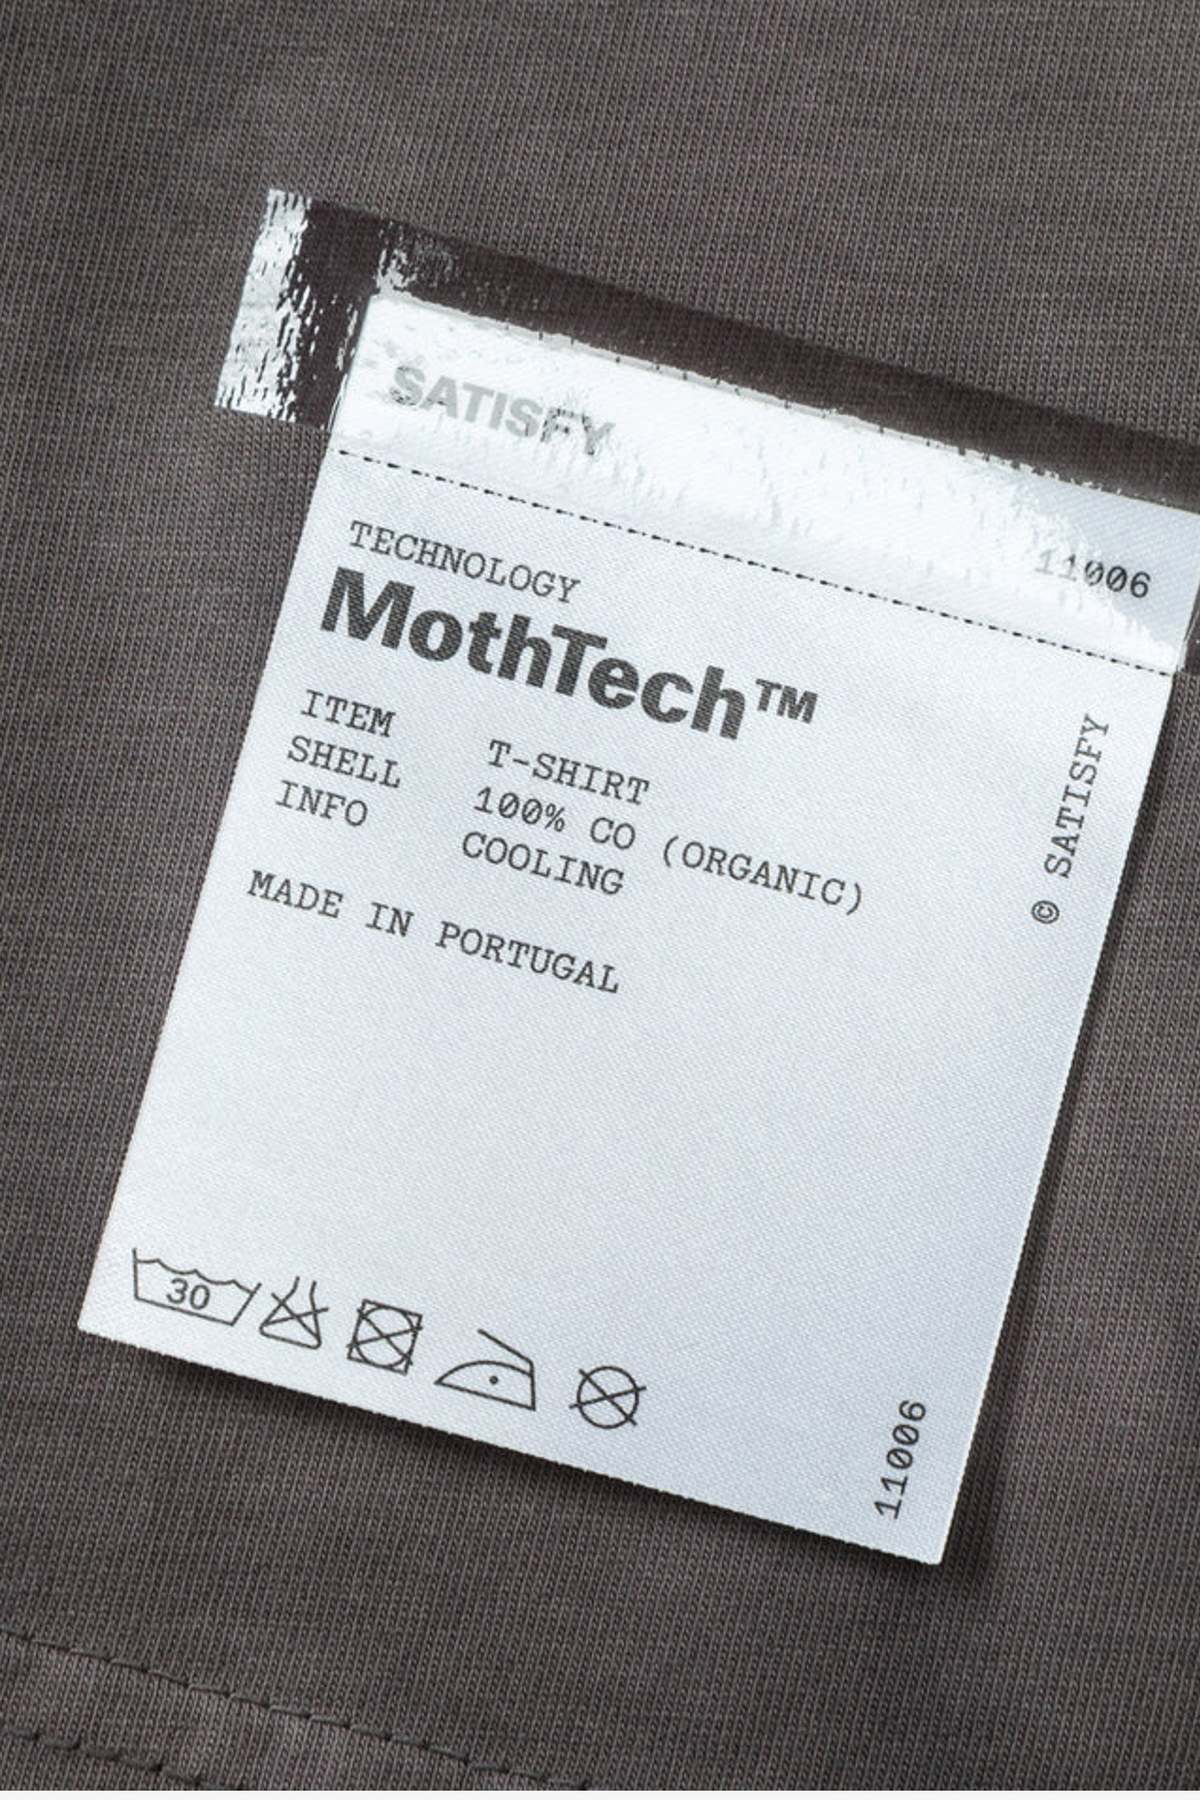 SATISFY
11006
TECHNOLOGY
MothTech™
ITEM T-SHIRT
SHELL 100% CO (ORGANIC)
INFO COOLING
MADE IN PORTUGAL
© SATISFY
30
11006